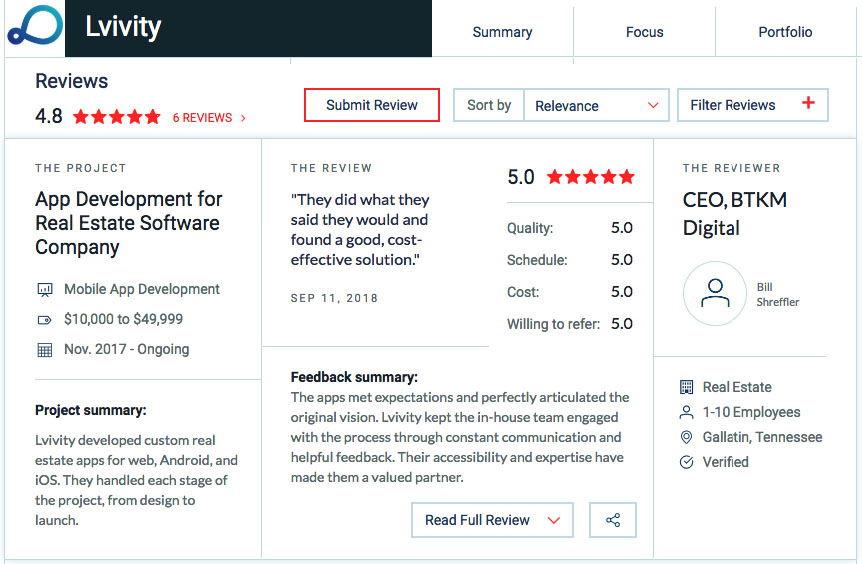 Lvivity
Summary
Focus
Portfolio
Reviews
4.8
6 REVIEWS
Submit Review
Sort by
Relevance
Filter Reviews
THE PROJECT
App Development for
Real Estate Software
Company
Mobile App Development
$10,000 to $49,999
Nov. 2017 - Ongoing
Project summary:
Lvivity developed custom real
estate apps for web, Android, and
iOS. They handled each stage of
the project, from design to
launch.
THE REVIEW
"They did what they
said they would and
found a good, cost-
effective solution."
SEP 11, 2018
5.0
Quality: 5.0
Schedule: 5.0
Cost: 5.0
Willing to refer: 5.0
Feedback summary:
The apps met expectations and perfectly articulated the
original vision. Lvivity kept the in-house team engaged
with the process through constant communication and
helpful feedback. Their accessibility and expertise have
made them a valued partner.
Read Full Review
THE REVIEWER
CEO, BTKM
Digital
Bill
Shreffler
Real Estate
1-10 Employees
Gallatin, Tennessee
Verified